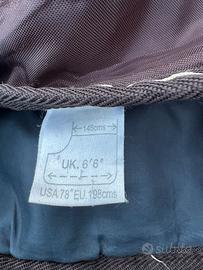 145cms
UK. 6'6"
USA.78" EU. 198cms
subito